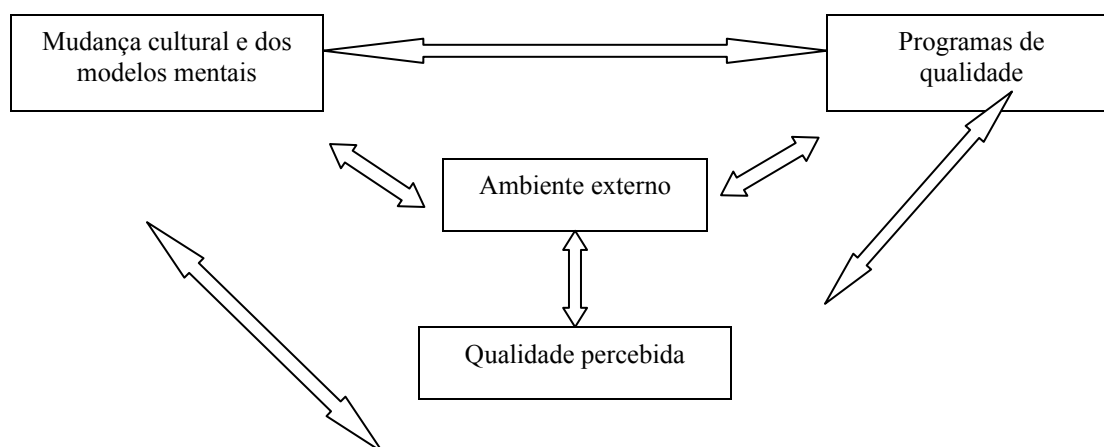 Mudança cultural e dos
modelos mentais
Programas de
qualidade
Ambiente externo
Qualidade percebida